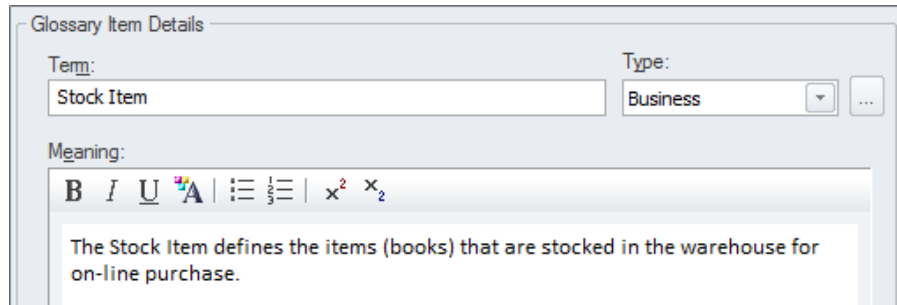 Glossary Item Details
Term: Type:
Stock Item Business ...
Meaning:
B I U A x² x₂
The Stock Item defines the items (books) that are stocked in the warehouse for
on-line purchase.